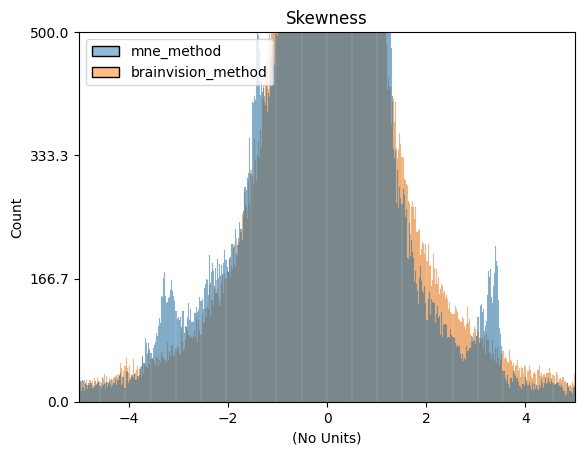 Skewness
500.0
mne_method
brainvision_method
333.3
Count
166.7
0.0
−4 −2 0 2 4
(No Units)